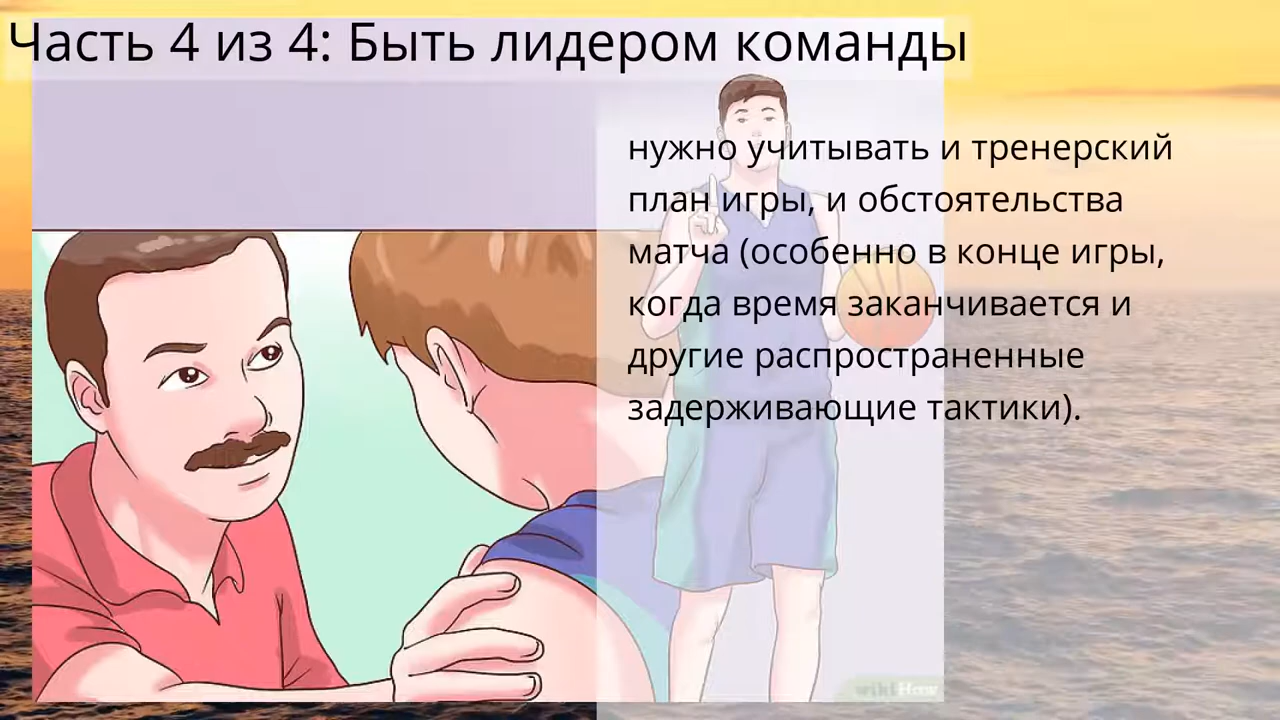 Часть 4 из 4: Быть лидером команды
нужно учитывать и тренерский
план игры, и обстоятельства
матча (особенно в конце игры,
когда время заканчивается и
другие распространенные
задерживающие тактики).
wikiHow